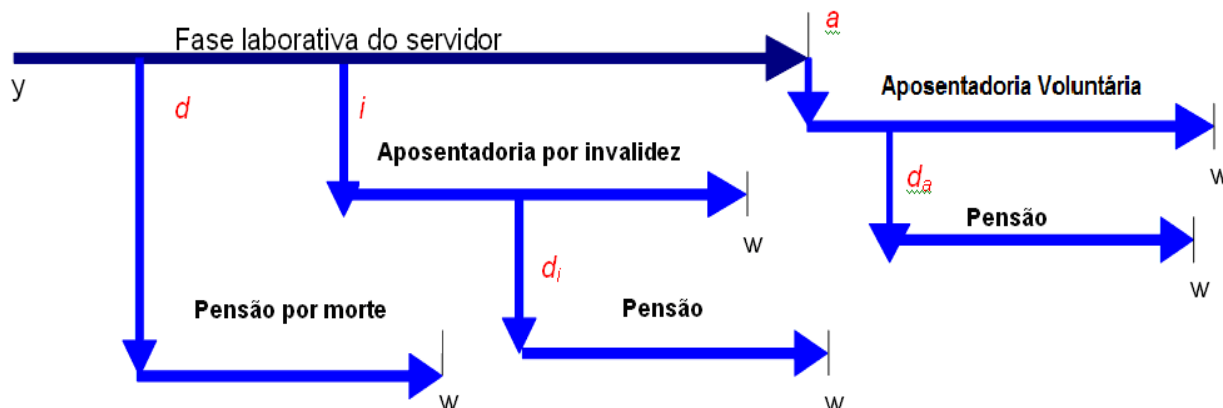 a
Fase laborativa do servidor
y
Aposentadoria Voluntária
d
i
Aposentadoria por invalidez
w
dₐ
Pensão
w
dᵢ
w
Pensão por morte
Pensão
w
w